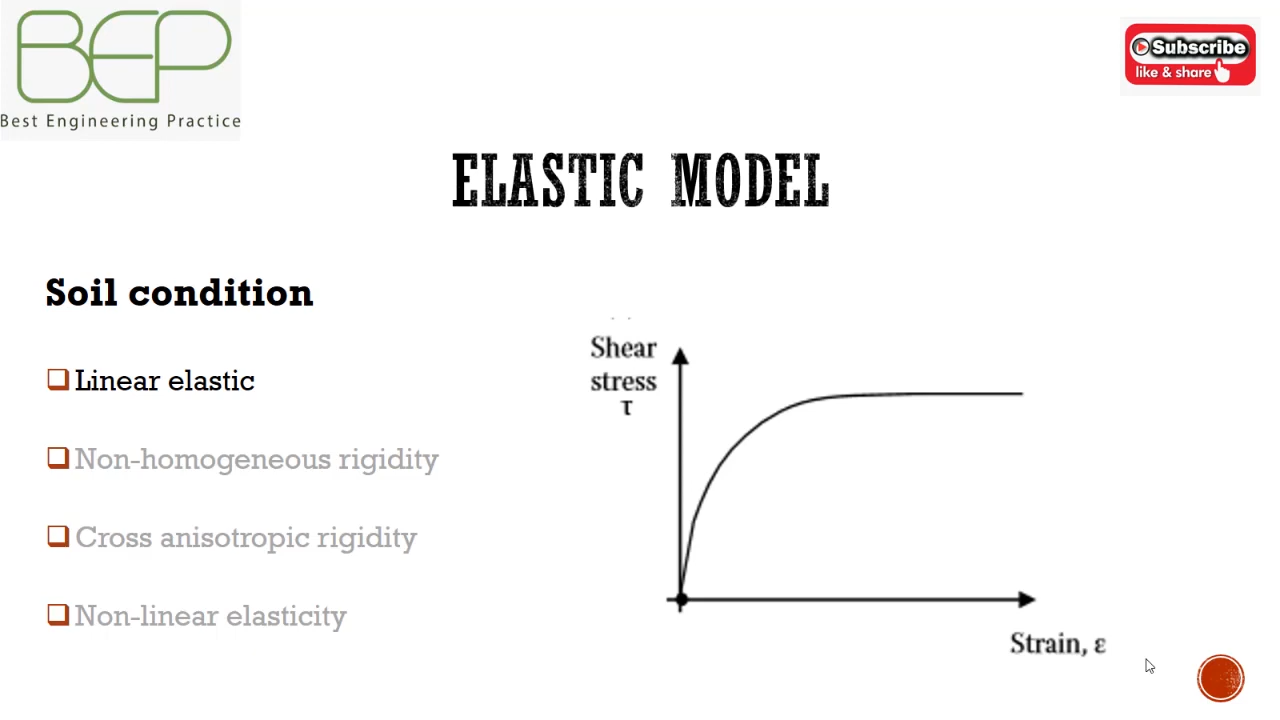 BEP
Best Engineering Practice
Subscribe
like & share
ELASTIC MODEL
Soil condition
Linear elastic
Non-homogeneous rigidity
Cross anisotropic rigidity
Non-linear elasticity
Shear
stress
τ
Strain, ε